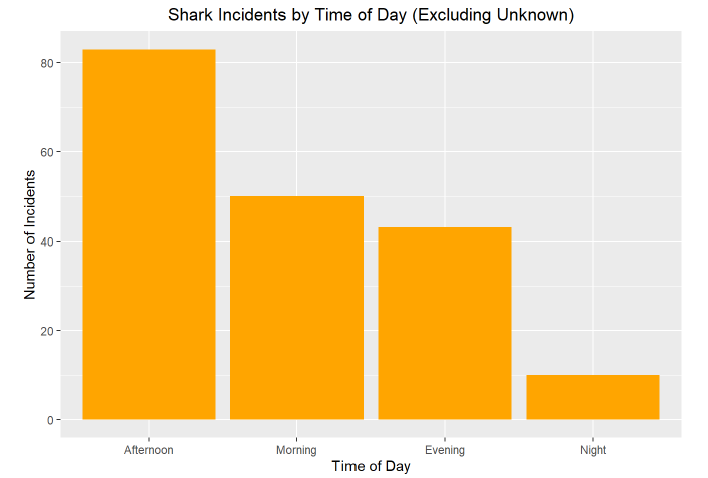 Shark Incidents by Time of Day (Excluding Unknown)
Number of Incidents
80
60
40
20
0
Afternoon Morning Evening Night
Time of Day